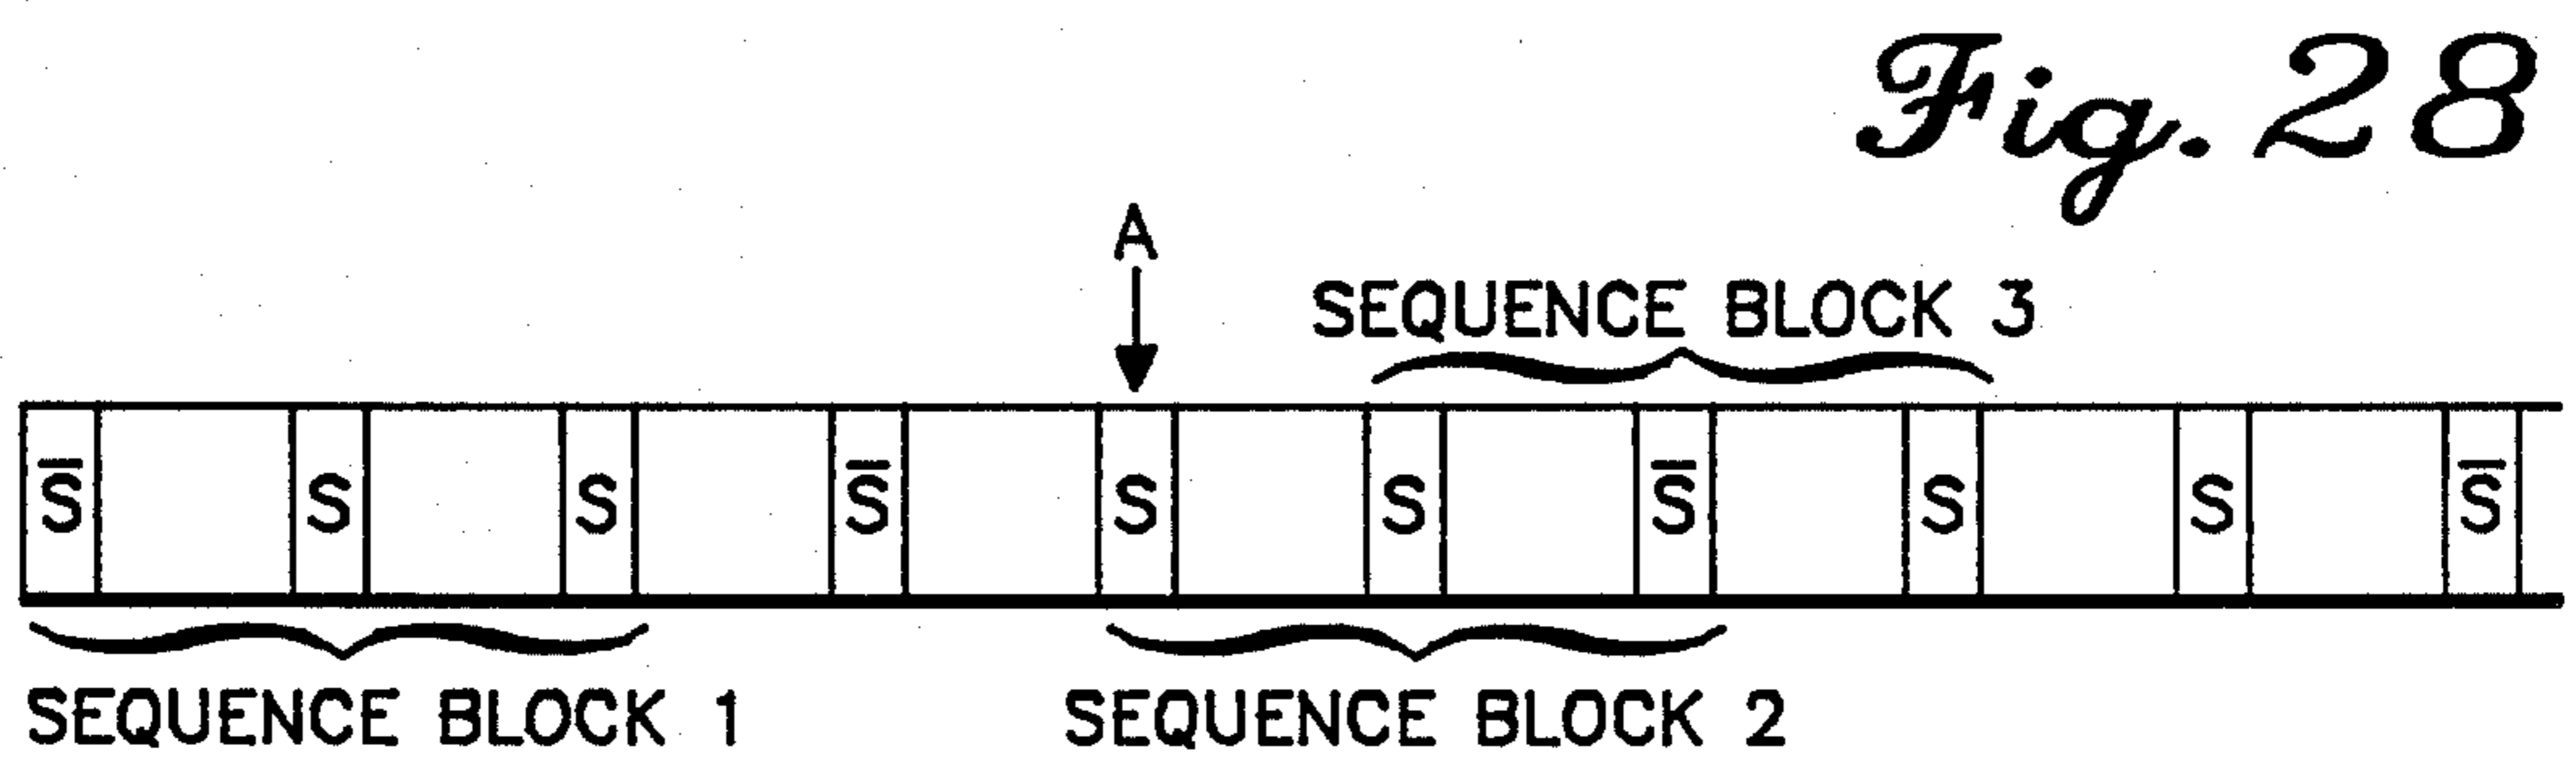 Fig. 28
A
SEQUENCE BLOCK 3
S̅ S S S̅ S S S̅ S S S̅
SEQUENCE BLOCK 1 SEQUENCE BLOCK 2